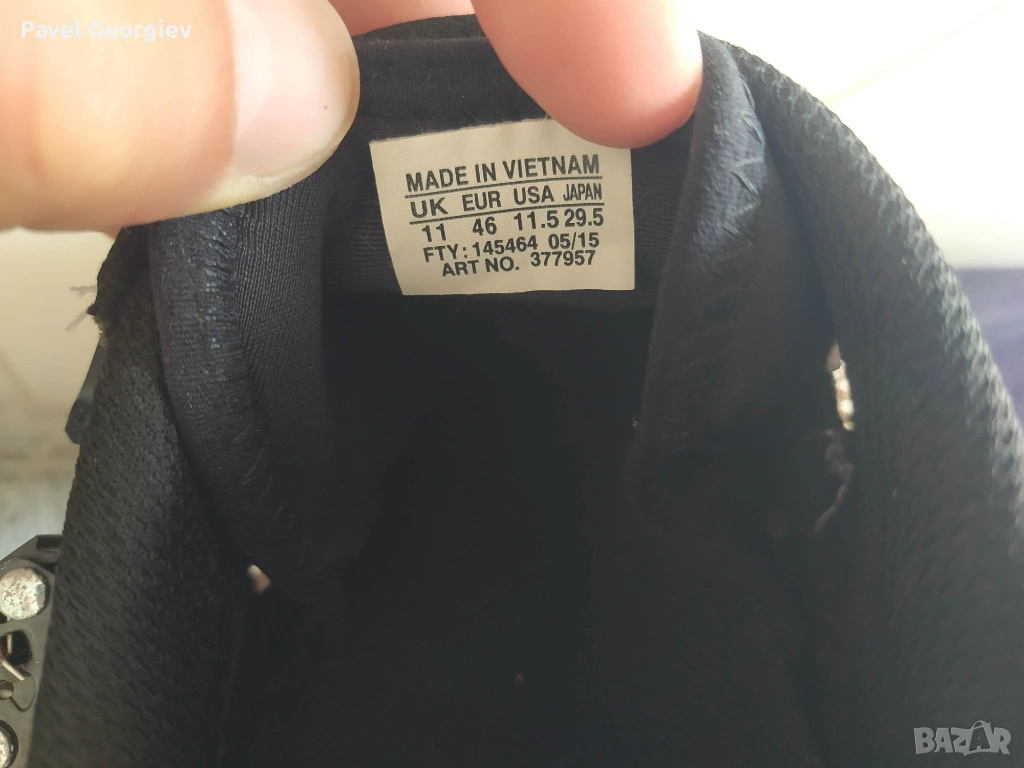 Pavel Georgiev
MADE IN VIETNAM
UK EUR USA JAPAN
11 46 11.5 29.5
FTY: 145464 05/15
ART NO. 377957
BAZAR